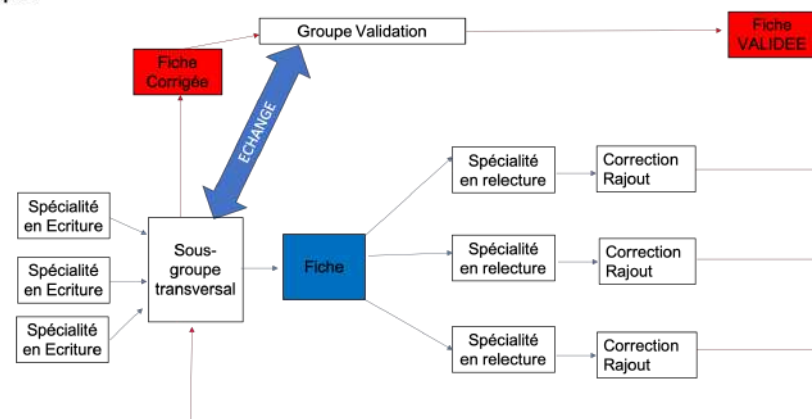 Groupe Validation
Fiche
VALIDEE
Fiche
Corrigée
ECHANGE
Spécialité
en relecture
Correction
Rajout
Spécialité
en Ecriture
Sous-
groupe
transversal
Fiche
Spécialité
en relecture
Correction
Rajout
Spécialité
en Ecriture
Spécialité
en Ecriture
Spécialité
en relecture
Correction
Rajout